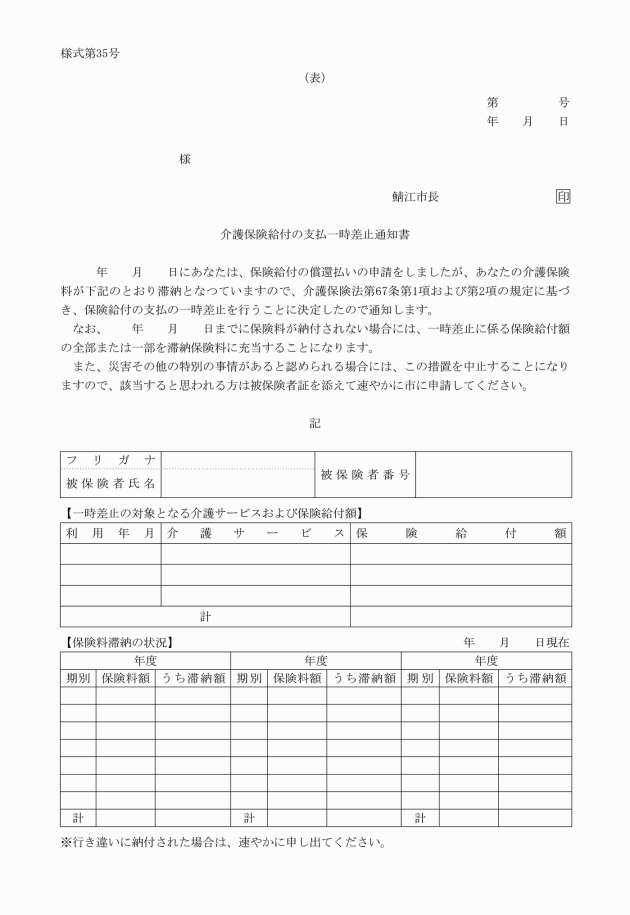 様式第35号
（表）
第　　　　　号
年　　月　　日
様
鯖江市長　　　　　　　　　　印
介護保険給付の支払一時差止通知書
　　　年　　月　　日にあなたは、保険給付の償還払いの申請をしましたが、あなたの介護保険
料が下記のとおり滞納となつていますので、介護保険法第67条第1項および第2項の規定に基づ
き、保険給付の支払の一時差止を行うことに決定したので通知します。
　なお、　　年　　月　　日までに保険料が納付されない場合には、一時差止に係る保険給付額
の全部または一部を滞納保険料に充当することになります。
　また、災害その他の特別の事情があると認められる場合には、この措置を中止することになり
ますので、該当すると思われる方は被保険者証を添えて速やかに市に申請してください。
記
フリガナ
被保険者氏名　被保険者番号
【一時差止の対象となる介護サービスおよび保険給付額】
利用年月　介護サービス　保険給付額
計
【保険料滞納の状況】　　年　　月　　日現在
年度　年度　年度
期別　保険料額　うち滞納額　期別　保険料額　うち滞納額　期別　保険料額　うち滞納額
計　計　計
※行き違いに納付された場合は、速やかに申し出てください。